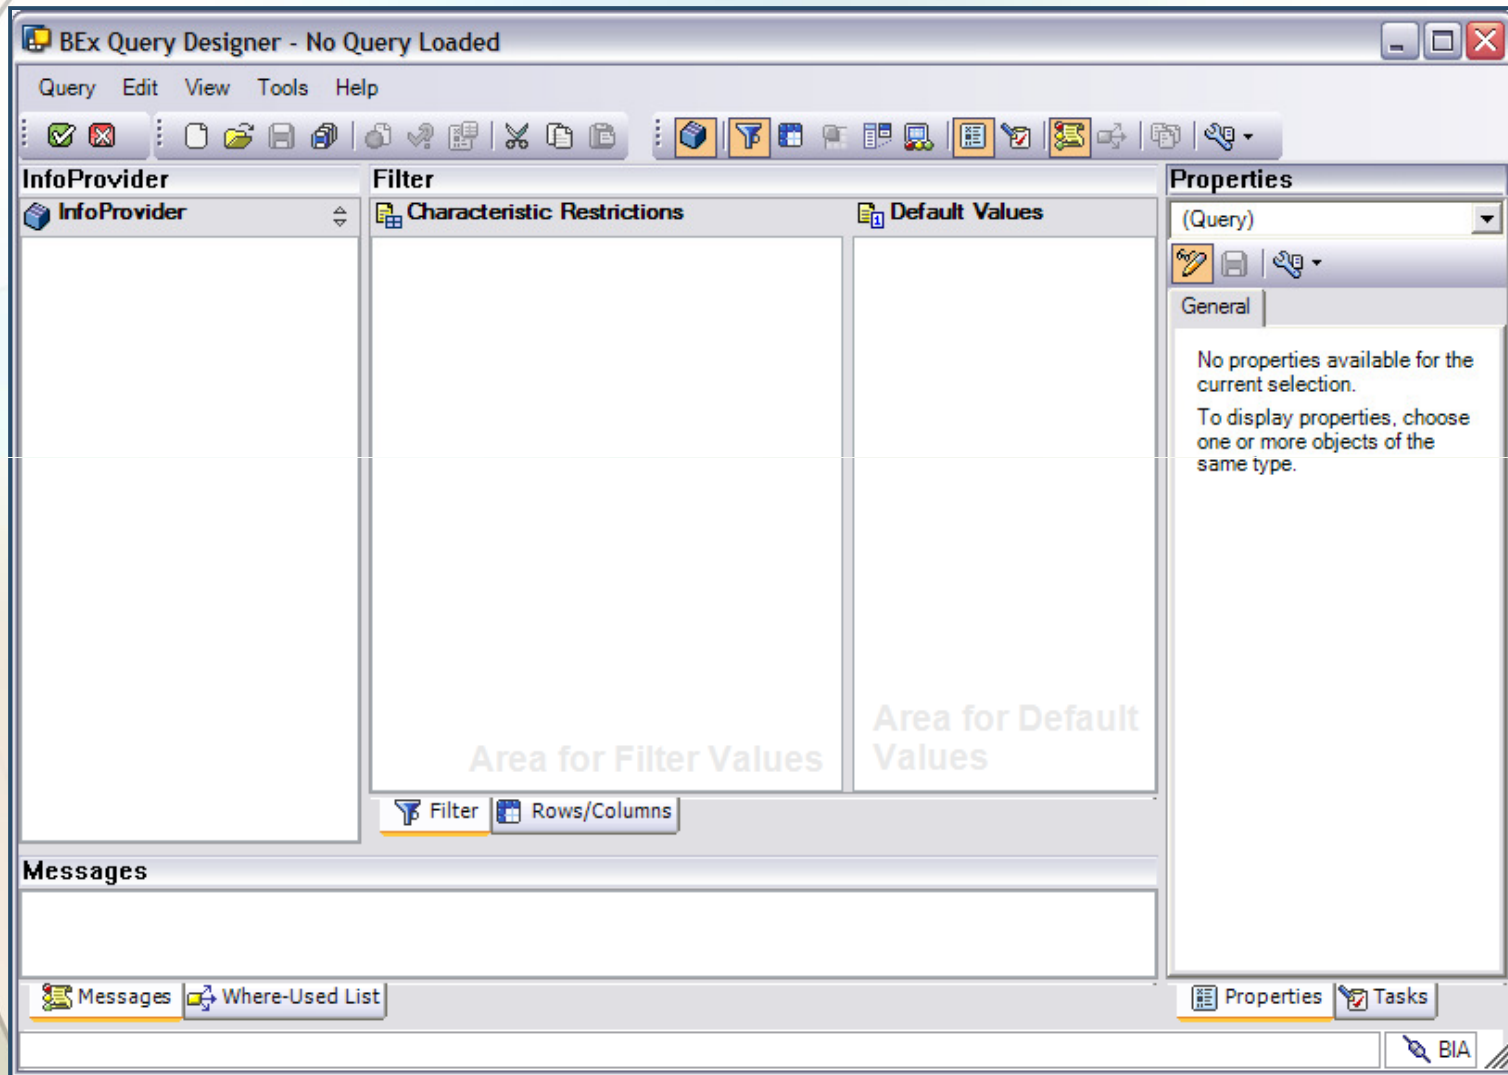 BEx Query Designer - No Query Loaded
Query Edit View Tools Help
InfoProvider
InfoProvider
Filter
Characteristic Restrictions
Default Values
Area for Filter Values
Area for Default
Values
Filter Rows/Columns
Properties
(Query)
General
No properties available for the
current selection.
To display properties, choose
one or more objects of the
same type.
Messages
Messages Where-Used List
Properties Tasks
BIA